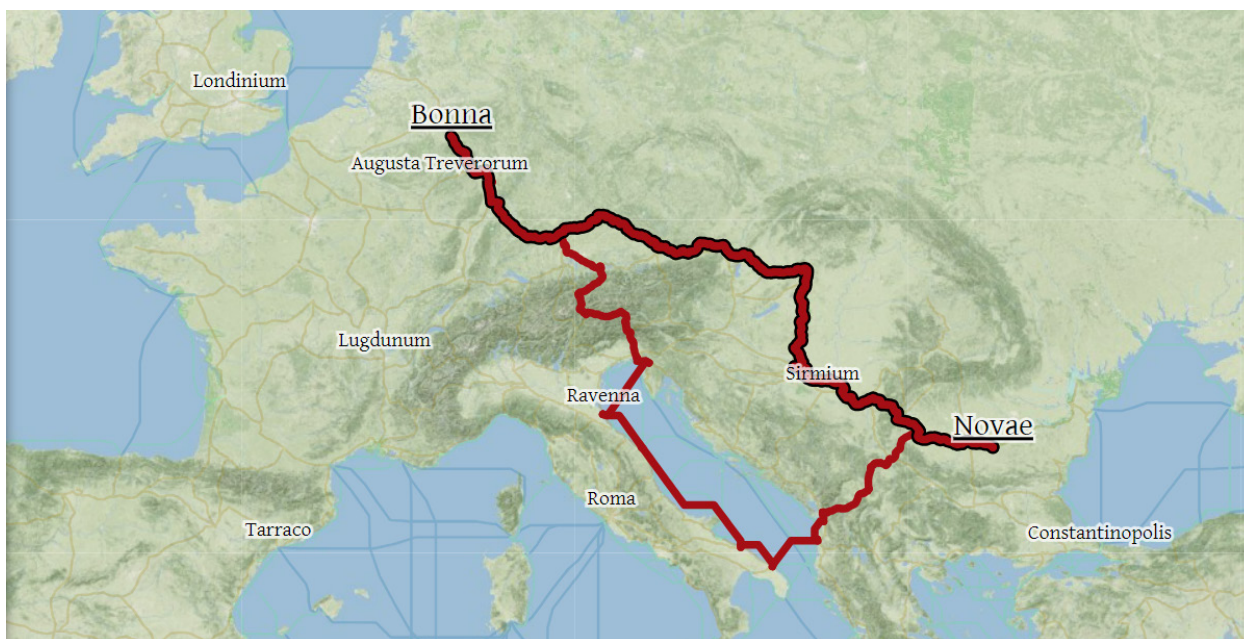 Londinium
Bonna
Augusta Treverorum
Lugdunum
Sirmium
Ravenna
Novae
Roma
Tarraco
Constantinopolis